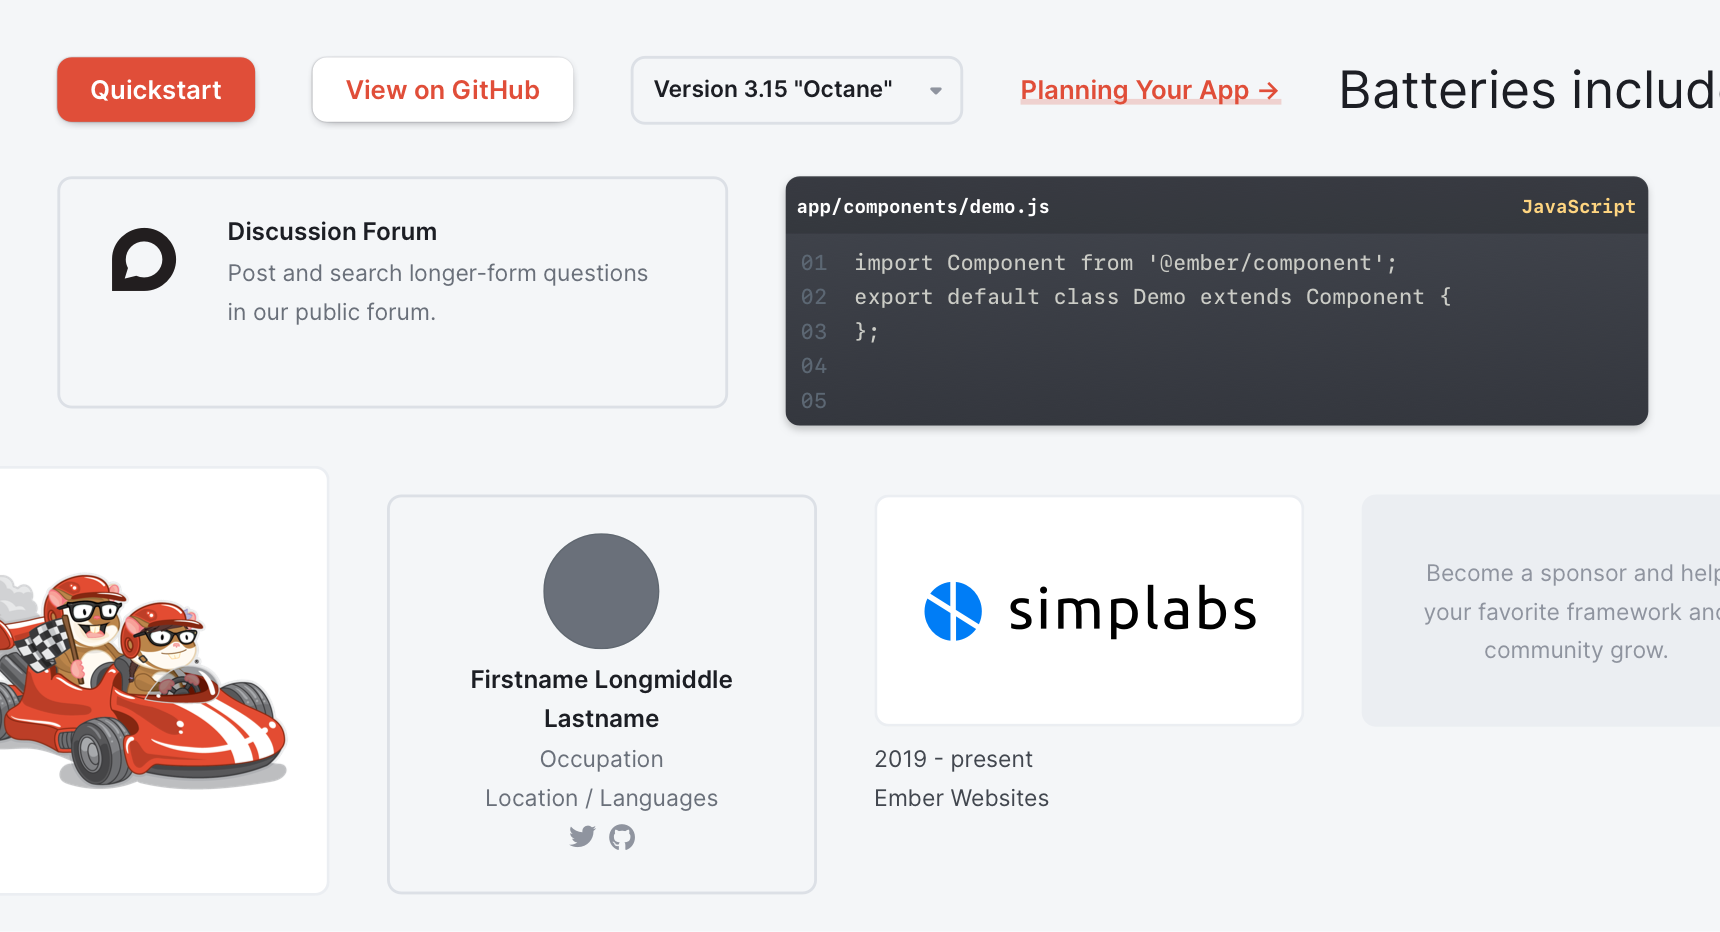 Quickstart
View on GitHub
Version 3.15 "Octane"
Planning Your App →
Batteries includ
Discussion Forum
Post and search longer-form questions
in our public forum.
app/components/demo.js
JavaScript
01 import Component from '@ember/component';
02 export default class Demo extends Component {
03 };
04
05
Firstname Longmiddle
Lastname
Occupation
Location / Languages
simplabs
2019 - present
Ember Websites
Become a sponsor and help
your favorite framework and
community grow.